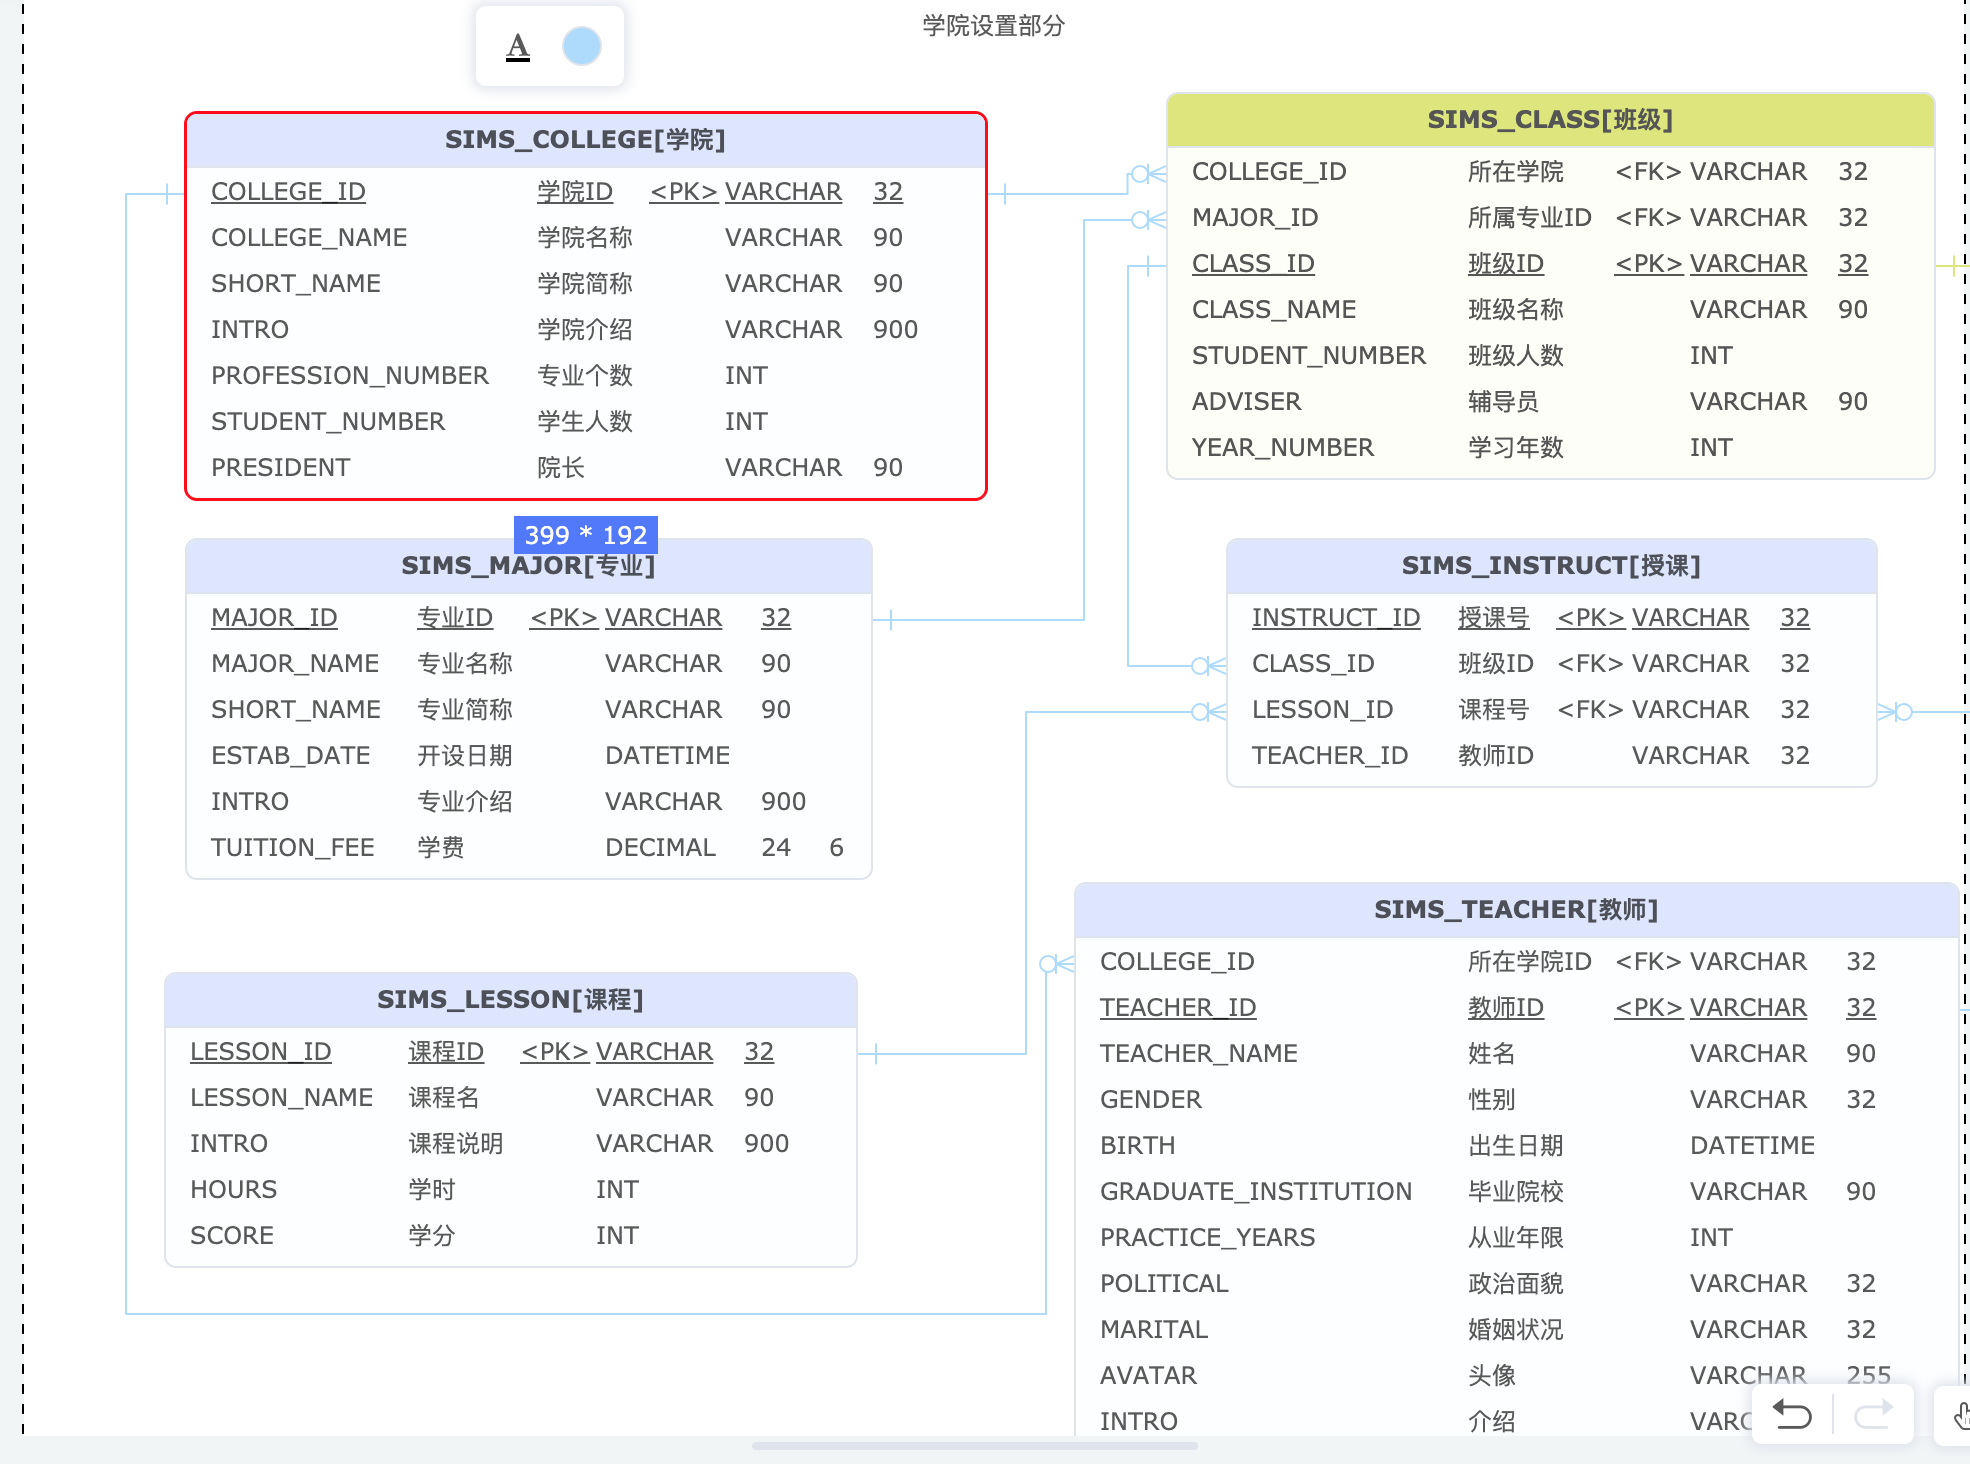 学院设置部分
A
SIMS_COLLEGE[学院]
COLLEGE_ID 学院ID <PK> VARCHAR 32
COLLEGE_NAME 学院名称 VARCHAR 90
SHORT_NAME 学院简称 VARCHAR 90
INTRO 学院介绍 VARCHAR 900
PROFESSION_NUMBER 专业个数 INT
STUDENT_NUMBER 学生人数 INT
PRESIDENT 院长 VARCHAR 90
399 * 192
SIMS_CLASS[班级]
COLLEGE_ID 所在学院 <FK> VARCHAR 32
MAJOR_ID 所属专业ID <FK> VARCHAR 32
CLASS_ID 班级ID <PK> VARCHAR 32
CLASS_NAME 班级名称 VARCHAR 90
STUDENT_NUMBER 班级人数 INT
ADVISER 辅导员 VARCHAR 90
YEAR_NUMBER 学习年数 INT
SIMS_MAJOR[专业]
MAJOR_ID 专业ID <PK> VARCHAR 32
MAJOR_NAME 专业名称 VARCHAR 90
SHORT_NAME 专业简称 VARCHAR 90
ESTAB_DATE 开设日期 DATETIME
INTRO 专业介绍 VARCHAR 900
TUITION_FEE 学费 DECIMAL 24 6
SIMS_INSTRUCT[授课]
INSTRUCT_ID 授课号 <PK> VARCHAR 32
CLASS_ID 班级ID <FK> VARCHAR 32
LESSON_ID 课程号 <FK> VARCHAR 32
TEACHER_ID 教师ID VARCHAR 32
SIMS_LESSON[课程]
LESSON_ID 课程ID <PK> VARCHAR 32
LESSON_NAME 课程名 VARCHAR 90
INTRO 课程说明 VARCHAR 900
HOURS 学时 INT
SCORE 学分 INT
SIMS_TEACHER[教师]
COLLEGE_ID 所在学院ID <FK> VARCHAR 32
TEACHER_ID 教师ID <PK> VARCHAR 32
TEACHER_NAME 姓名 VARCHAR 90
GENDER 性别 VARCHAR 32
BIRTH 出生日期 DATETIME
GRADUATE_INSTITUTION 毕业院校 VARCHAR 90
PRACTICE_YEARS 从业年限 INT
POLITICAL 政治面貌 VARCHAR 32
MARITAL 婚姻状况 VARCHAR 32
AVATAR 头像 VARCHAR 255
INTRO 介绍